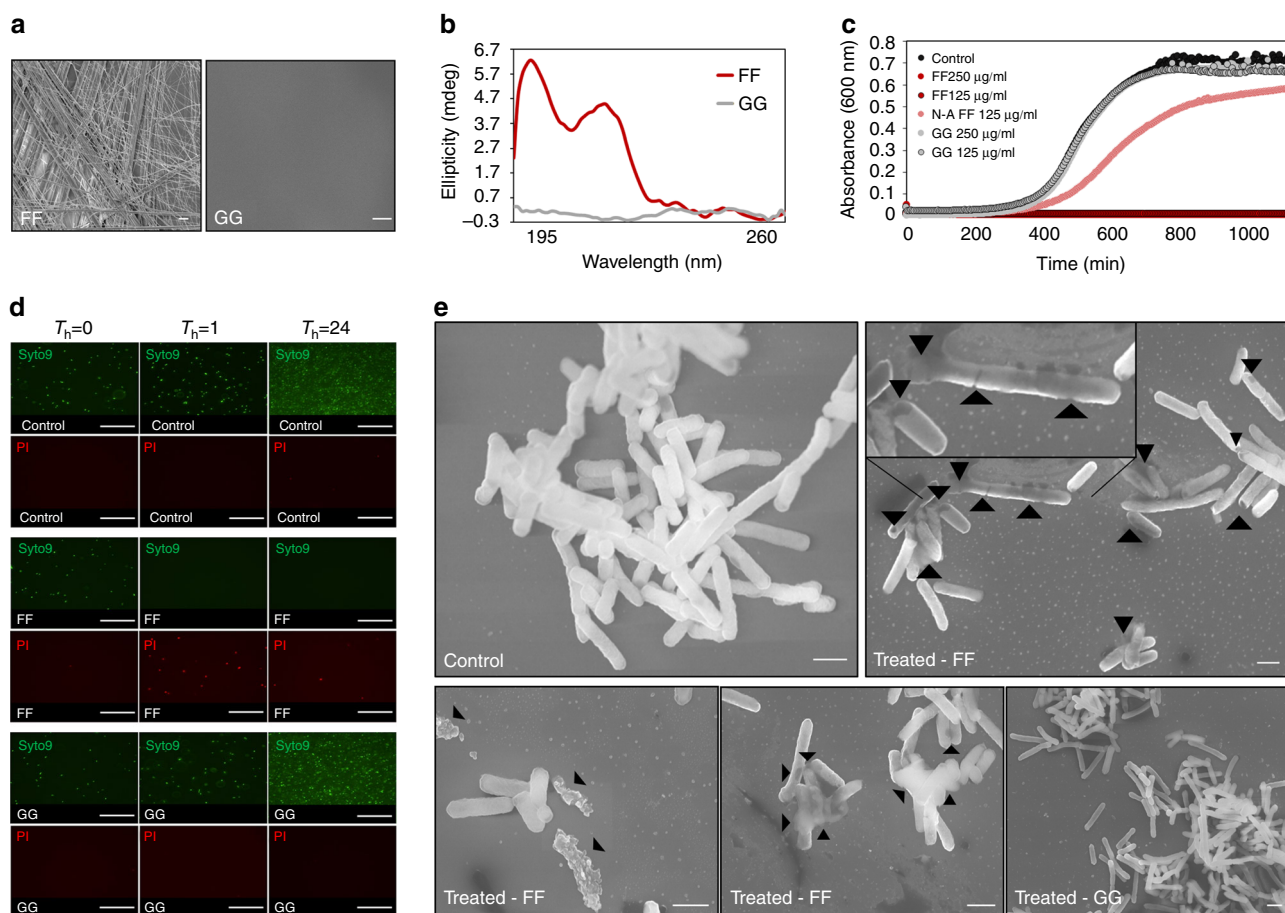 a
FF
GG
b
6.7
5.7
4.7
3.7
2.7
1.7
0.7
–0.3
Ellipticity (mdeg)
FF
GG
195
260
Wavelength (nm)
c
0.8
0.7
0.6
0.5
0.4
0.3
0.2
0.1
0
Absorbance (600 nm)
Control
FF250 µg/ml
FF125 µg/ml
N-A FF 125 µg/ml
GG 250 µg/ml
GG 125 µg/ml
0
200
400
600
800
1000
Time (min)
d
Th=0
Th=1
Th=24
Syto9
Syto9
Syto9
Control
Control
Control
PI
PI
PI
Control
Control
Control
Syto9
Syto9
Syto9
FF
FF
FF
PI
PI
PI
FF
FF
FF
Syto9
Syto9
Syto9
GG
GG
GG
PI
PI
PI
GG
GG
GG
e
Control
Treated - FF
Treated - FF
Treated - FF
Treated - GG